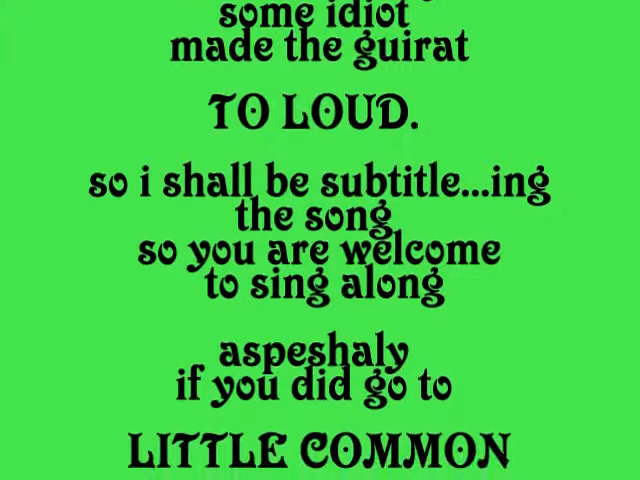 some idiot
made the guirat
TO LOUD.
so i shall be subtitle...ing
the song
so you are welcome
to sing along
aspeshaly
if you did go to
LITTLE COMMON